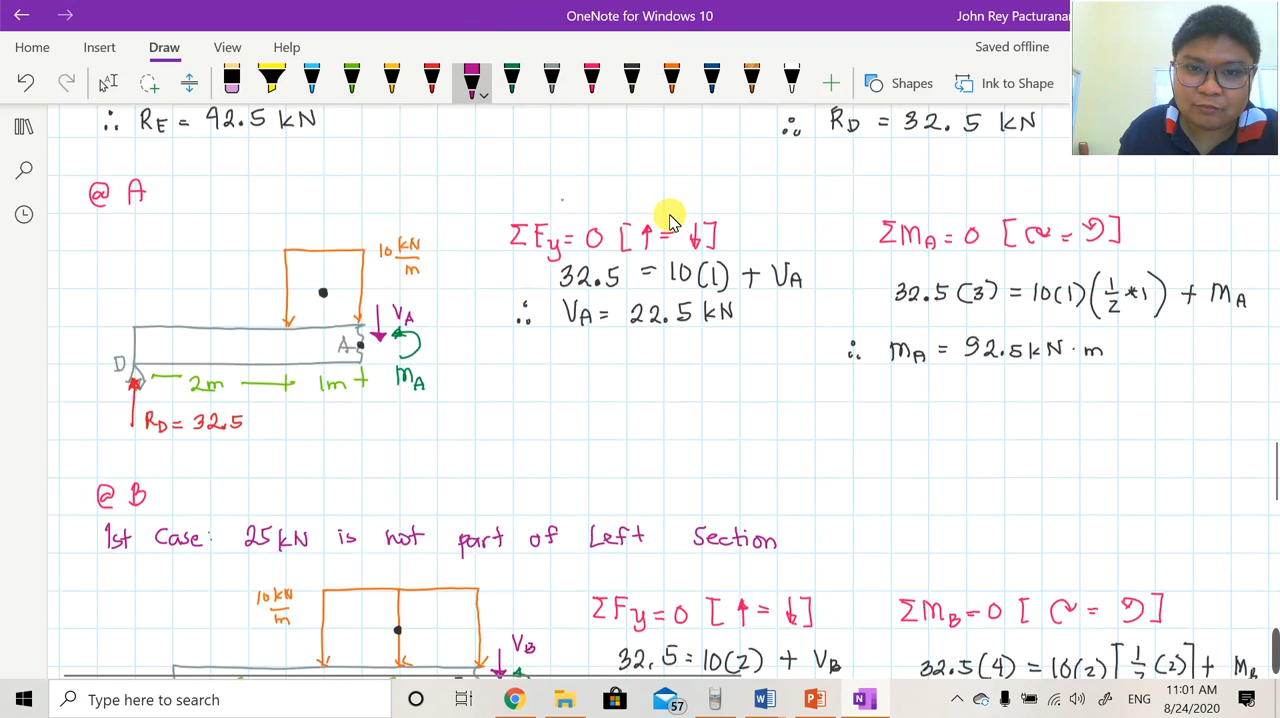 OneNote for Windows 10
John Rey Pacturana
Home Insert Draw View Help
Saved offline
Shapes Ink to Shape
∴ RE = 92.5 kN
∴ RD = 32.5 kN
@ A
10 kN/m
VA
A
MA
D
2m 1m
RD = 32.5
ΣFy = 0 [↑ = ↓]
32.5 = 10(1) + VA
∴ VA = 22.5 kN
ΣMA = 0 [↷ = ↶]
32.5(3) = 10(1)(1/2 * 1) + MA
∴ MA = 92.5 kN·m
@ B
1st Case: 25kN is not part of Left Section
10 kN/m
VB
ΣFy = 0 [↑ = ↓]
32.5 = 10(2) + VB
ΣMB = 0 [↷ = ↶]
32.5(4) = 10(2)[1/2(2)] + MB
Type here to search
57
ENG
11:01 AM
8/24/2020